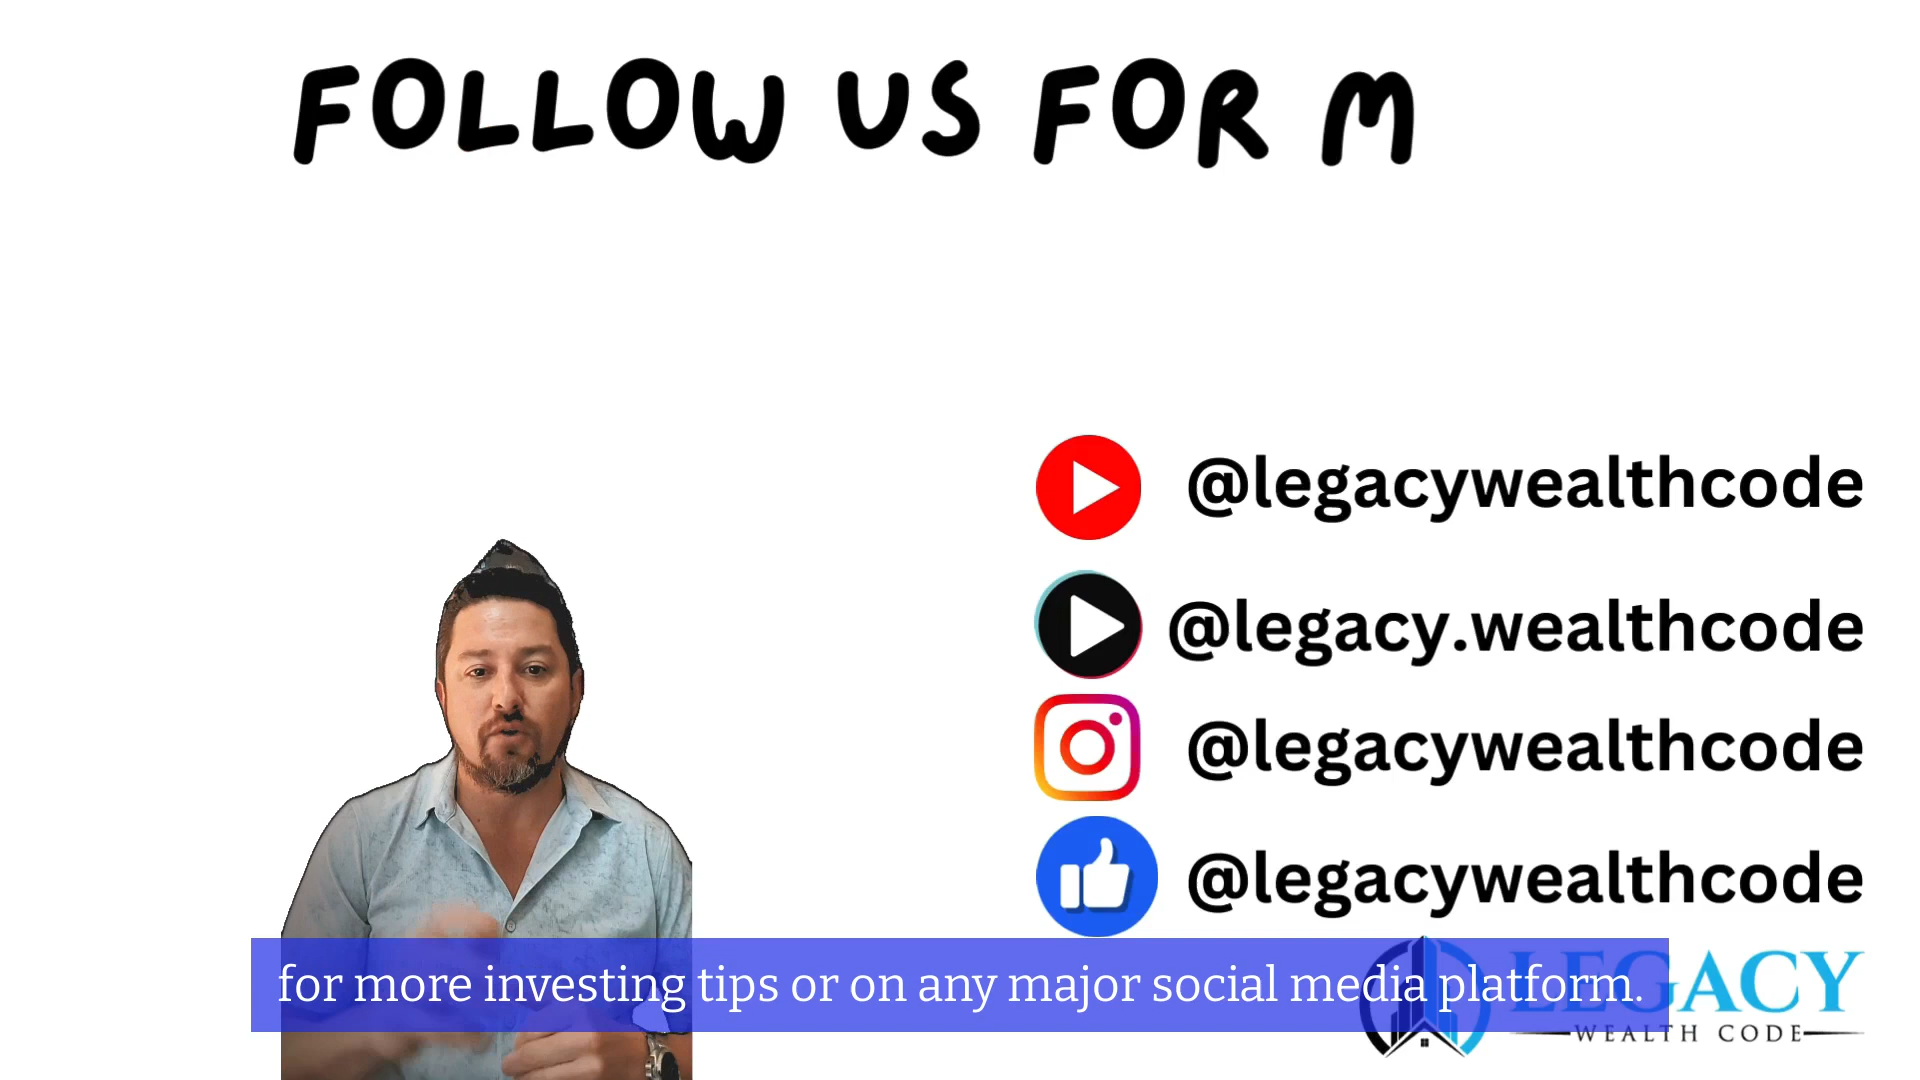 FOLLOW US FOR M
@legacywealthcode
@legacy.wealthcode
@legacywealthcode
@legacywealthcode
for more investing tips or on any major social media platform.
LEGACY
WEALTH CODE